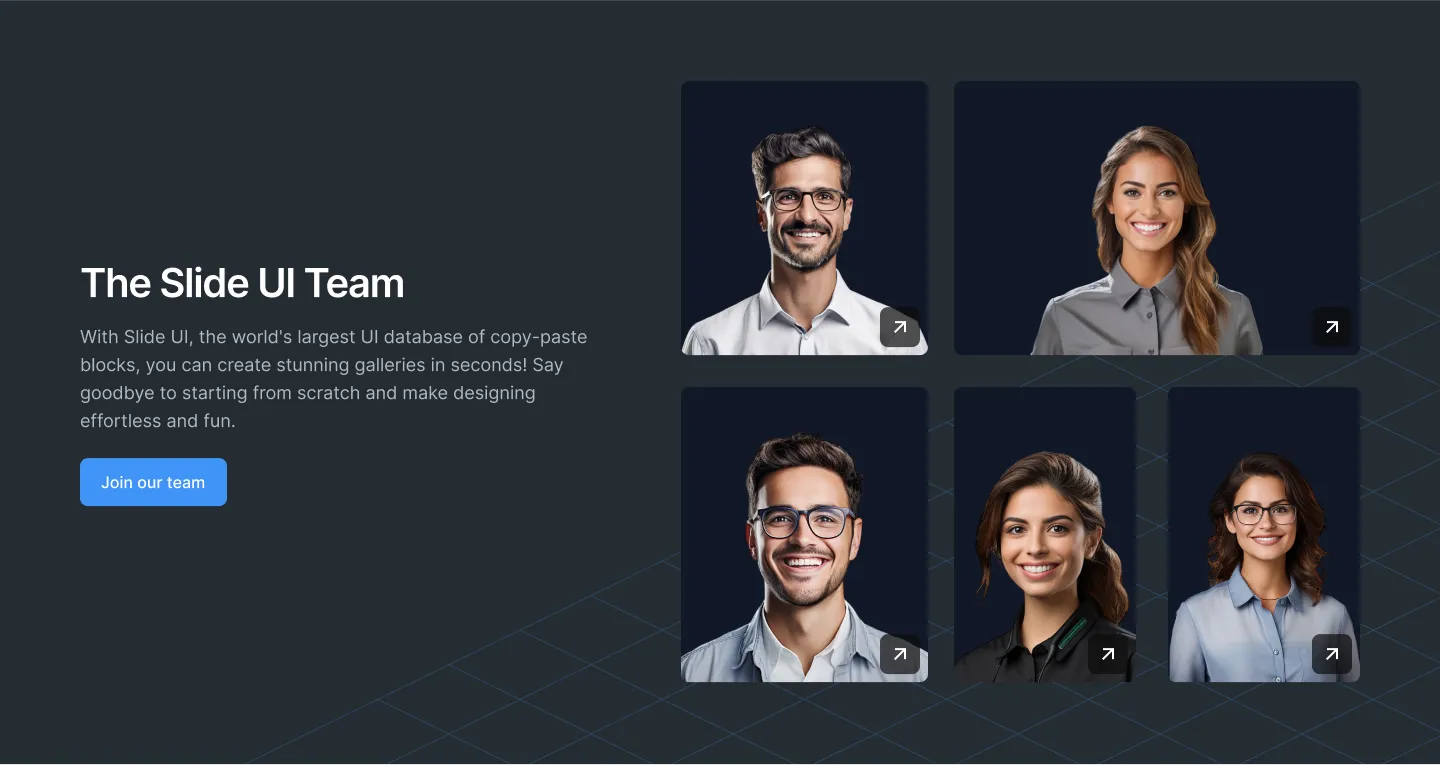 The Slide UI Team
With Slide UI, the world's largest UI database of copy-paste
blocks, you can create stunning galleries in seconds! Say
goodbye to starting from scratch and make designing
effortless and fun.
Join our team